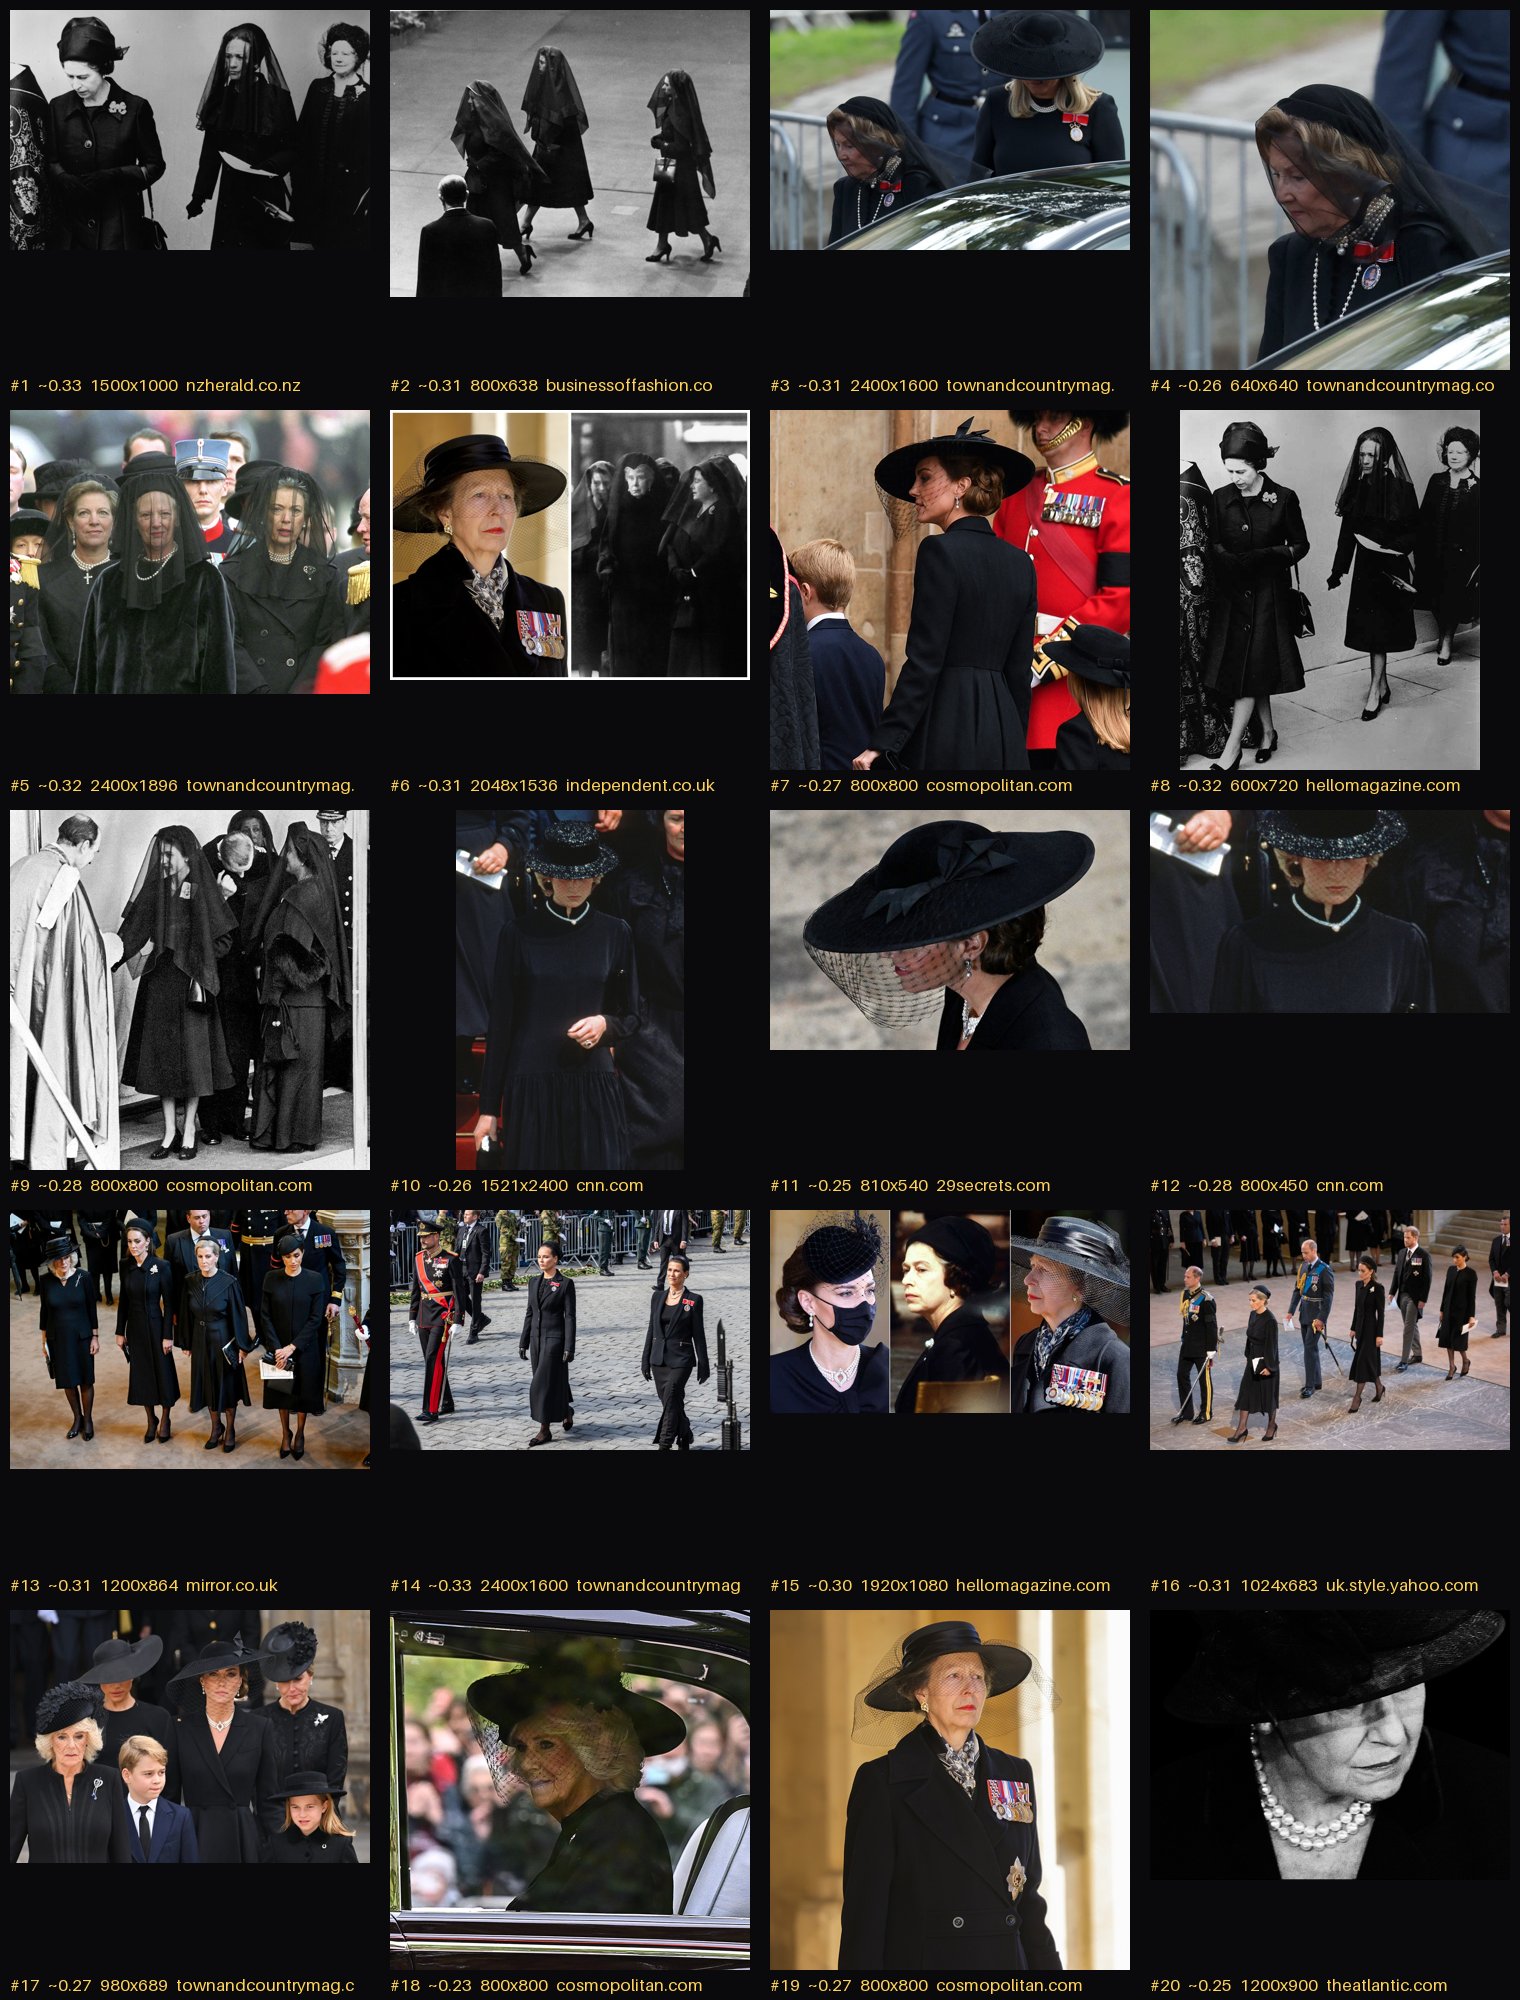 #1 ~0.33 1500x1000 nzherald.co.nz
#2 ~0.31 800x638 businessoffashion.co
#3 ~0.31 2400x1600 townandcountrymag.
#4 ~0.26 640x640 townandcountrymag.co
#5 ~0.32 2400x1896 townandcountrymag.
#6 ~0.31 2048x1536 independent.co.uk
#7 ~0.27 800x800 cosmopolitan.com
#8 ~0.32 600x720 hellomagazine.com
#9 ~0.28 800x800 cosmopolitan.com
#10 ~0.26 1521x2400 cnn.com
#11 ~0.25 810x540 29secrets.com
#12 ~0.28 800x450 cnn.com
#13 ~0.31 1200x864 mirror.co.uk
#14 ~0.33 2400x1600 townandcountrymag
#15 ~0.30 1920x1080 hellomagazine.com
#16 ~0.31 1024x683 uk.style.yahoo.com
#17 ~0.27 980x689 townandcountrymag.c
#18 ~0.23 800x800 cosmopolitan.com
#19 ~0.27 800x800 cosmopolitan.com
#20 ~0.25 1200x900 theatlantic.com